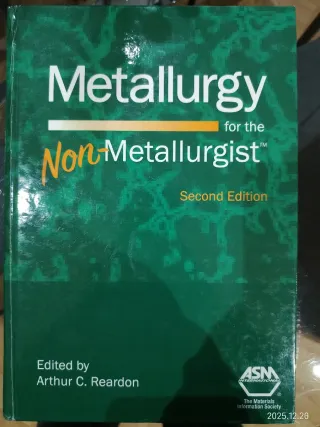 Metallurgy
for the
Non-Metallurgist™
Second Edition
Edited by
Arthur C. Reardon
ASM
INTERNATIONAL
The Materials
Information Society
2025.12.26